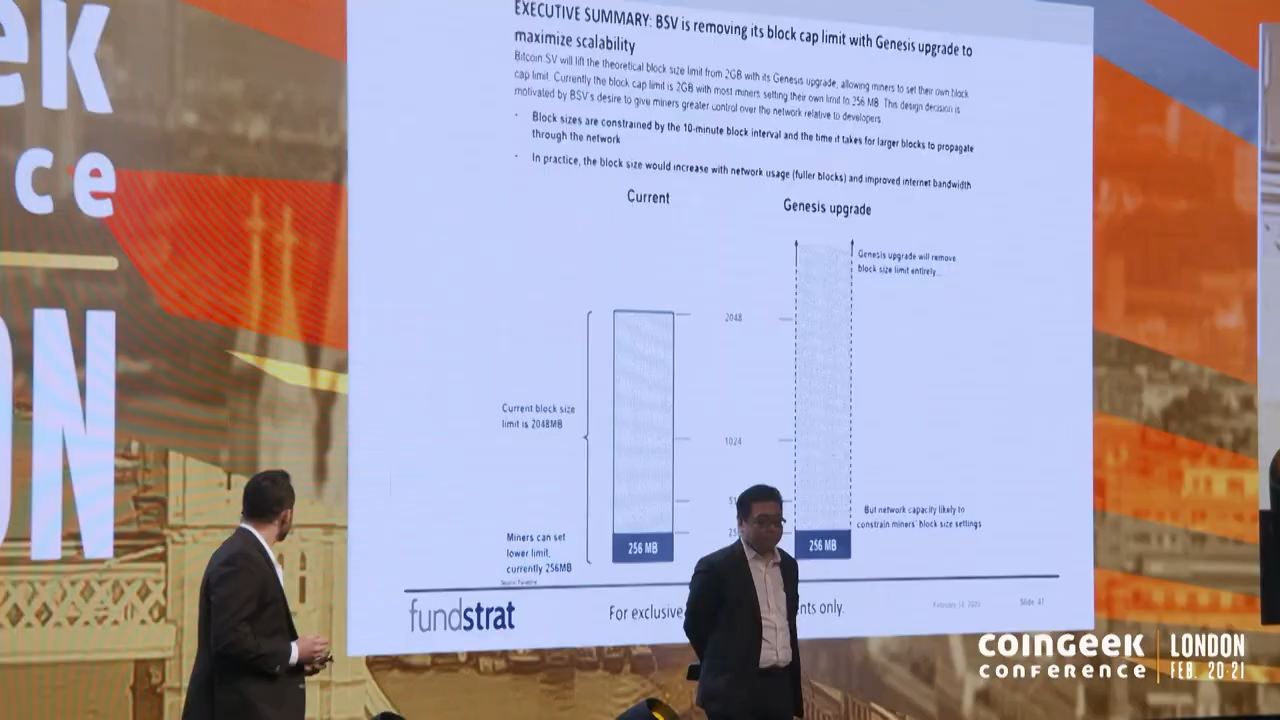 ek
ce
ON
EXECUTIVE SUMMARY: BSV is removing its block cap limit with Genesis upgrade to
maximize scalability
Bitcoin SV will lift the theoretical block size limit from 2GB with its Genesis upgrade, allowing miners to set their own block
cap limit. Currently the block cap limit is 2GB with most miners setting their own limit to 256 MB. This design decision is
motivated by BSV's desire to give miners greater control over the network relative to developers.
· Block sizes are constrained by the 10-minute block interval and the time it takes for larger blocks to propagate
through the network
· In practice, the block size would increase with network usage (fuller blocks) and improved internet bandwidth
Current
Genesis upgrade
Genesis upgrade will remove
block size limit entirely...
2048
Current block size
limit is 2048MB
1024
But network capacity likely to
constrain miners' block size settings
Miners can set
lower limit,
currently 256MB
256 MB
256 MB
Source: Fundstrat
fundstrat
For exclusive
nts only.
Slide 41
COINGEEK
CONFERENCE
LONDON
FEB. 20-21